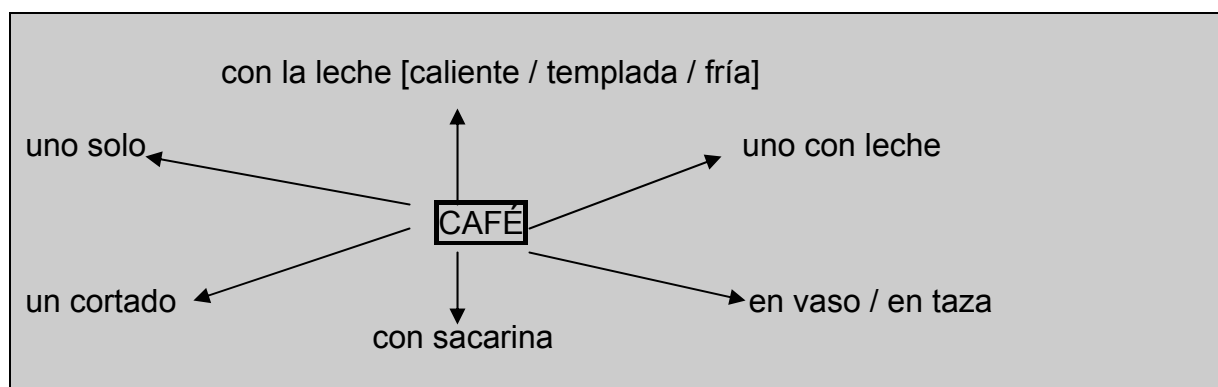 con la leche [caliente / templada / fría]
uno solo
uno con leche
CAFÉ
un cortado
en vaso / en taza
con sacarina